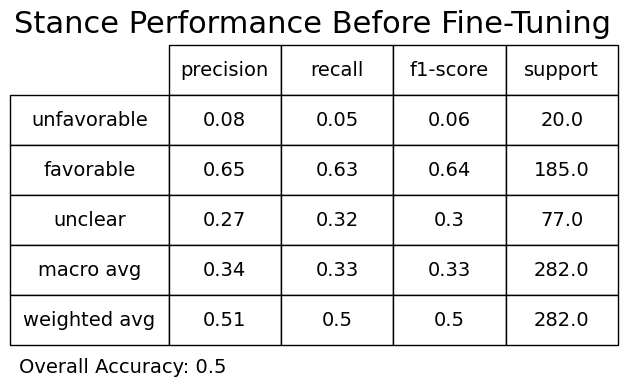 Stance Performance Before Fine-Tuning
precision recall f1-score support
unfavorable 0.08 0.05 0.06 20.0
favorable 0.65 0.63 0.64 185.0
unclear 0.27 0.32 0.3 77.0
macro avg 0.34 0.33 0.33 282.0
weighted avg 0.51 0.5 0.5 282.0
Overall Accuracy: 0.5